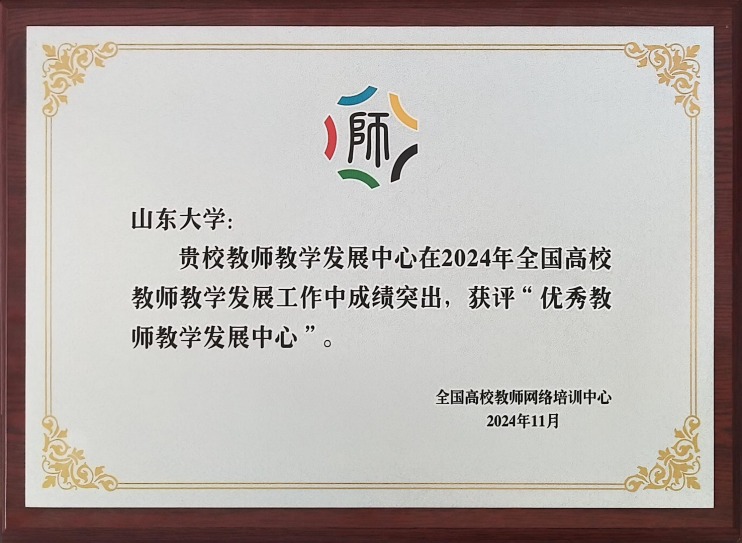 師
山东大学：
贵校教师教学发展中心在2024年全国高校
教师教学发展工作中成绩突出，获评“优秀教
师教学发展中心”。
全国高校教师网络培训中心
2024年11月